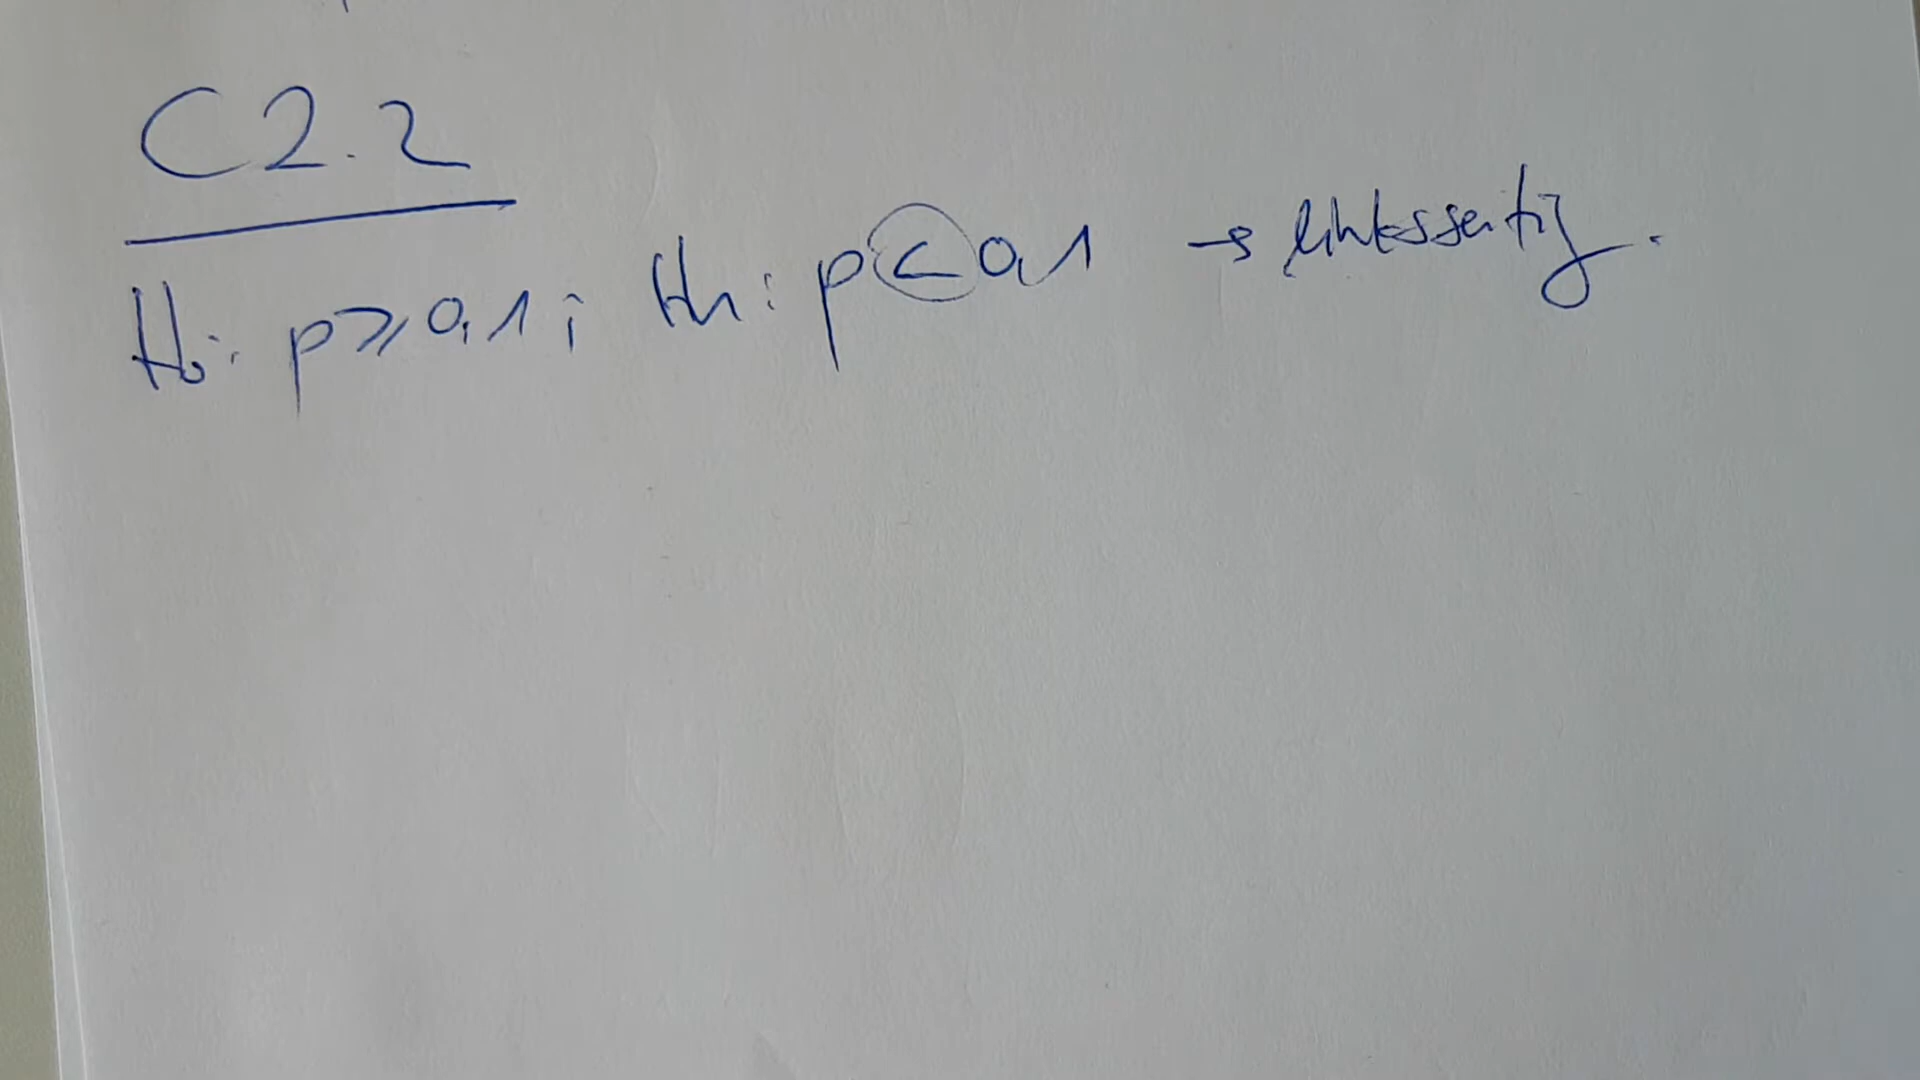 C2.2
H₀: p ≥ 0,1; H₁: p < 0,1 → linksseitig.